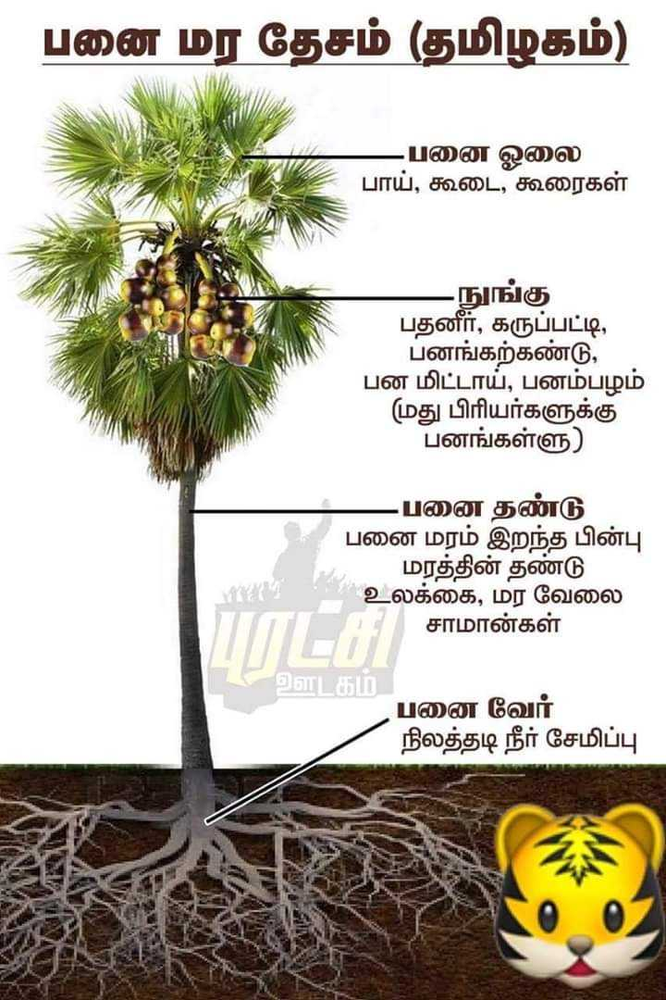 பனை மர தேசம் (தமிழகம்)
பனை ஓலை
பாய், கூடை, கூரைகள்
நுங்கு
பதனீர், கருப்பட்டி,
பனங்கற்கண்டு,
பன மிட்டாய், பனம்பழம்
(மது பிரியர்களுக்கு
பனங்கள்ளு)
பனை தண்டு
பனை மரம் இறந்த பின்பு
மரத்தின் தண்டு
உலக்கை, மர வேலை
சாமான்கள்
புரட்சி
ஊடகம்
பனை வேர்
நிலத்தடி நீர் சேமிப்பு